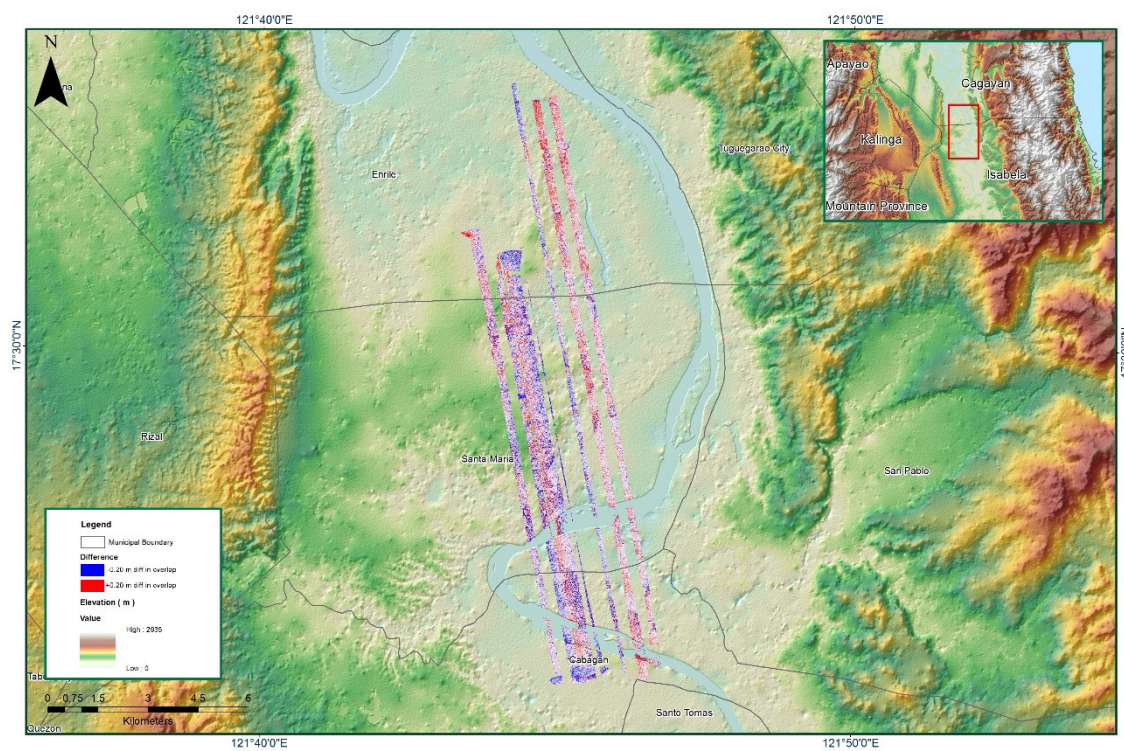 121°40'0"E
121°50'0"E
N
Apayao
Cagayan
Kalinga
Isabela
Mountain Province
Tuguegarao City
Enrile
17°30'0"N
Rizal
Santa Maria
San Pablo
Legend
Municipal Boundary
Difference
-0.20 m diff in overlap
+0.20 m diff in overlap
Elevation ( m )
Value
High : 2935
Low : 0
Cabagan
0 0.75 1.5 3 4.5 6
Kilometers
Santo Tomas
Quezon
121°40'0"E
121°50'0"E